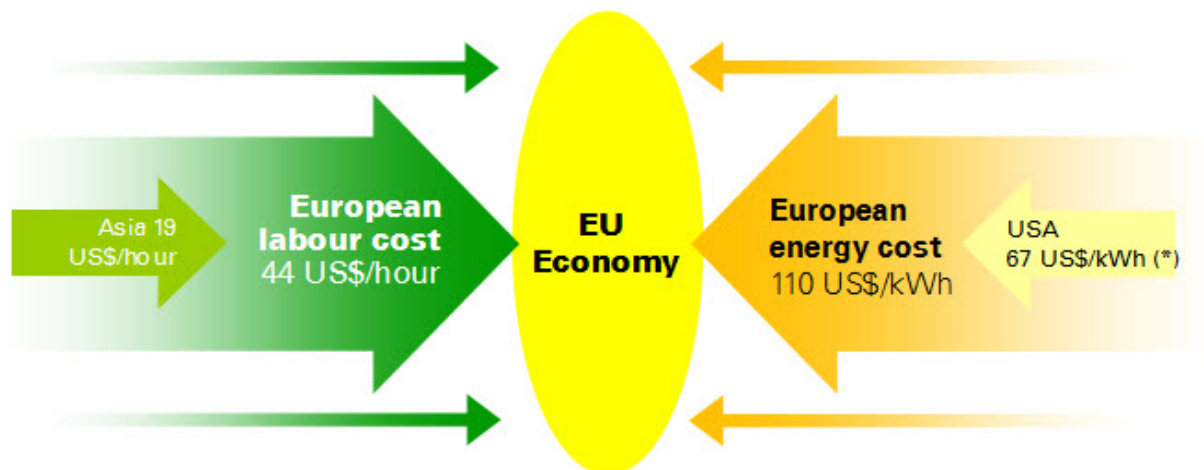 Asia 19
US$/hour
European
labour cost
44 US$/hour
EU
Economy
European
energy cost
110 US$/kWh
USA
67 US$/kWh (*)